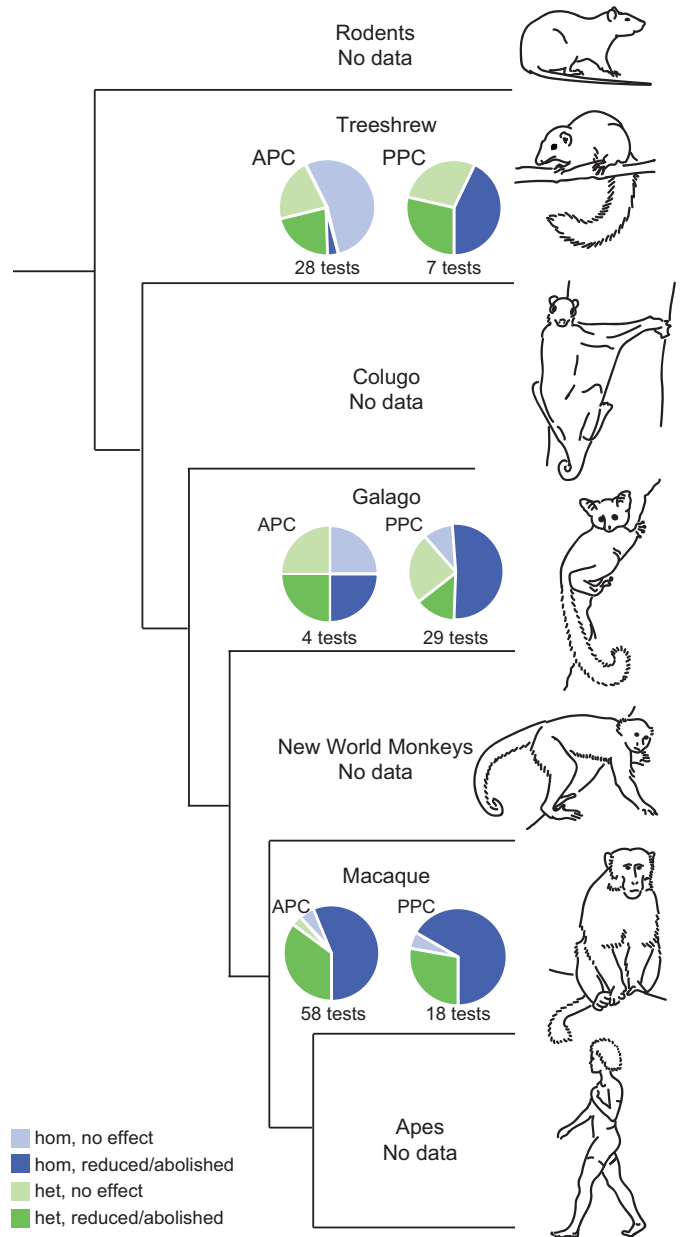 Rodents
No data
Treeshrew
APC
PPC
28 tests
7 tests
Colugo
No data
Galago
APC
PPC
4 tests
29 tests
New World Monkeys
No data
Macaque
APC
PPC
58 tests
18 tests
Apes
No data
hom, no effect
hom, reduced/abolished
het, no effect
het, reduced/abolished